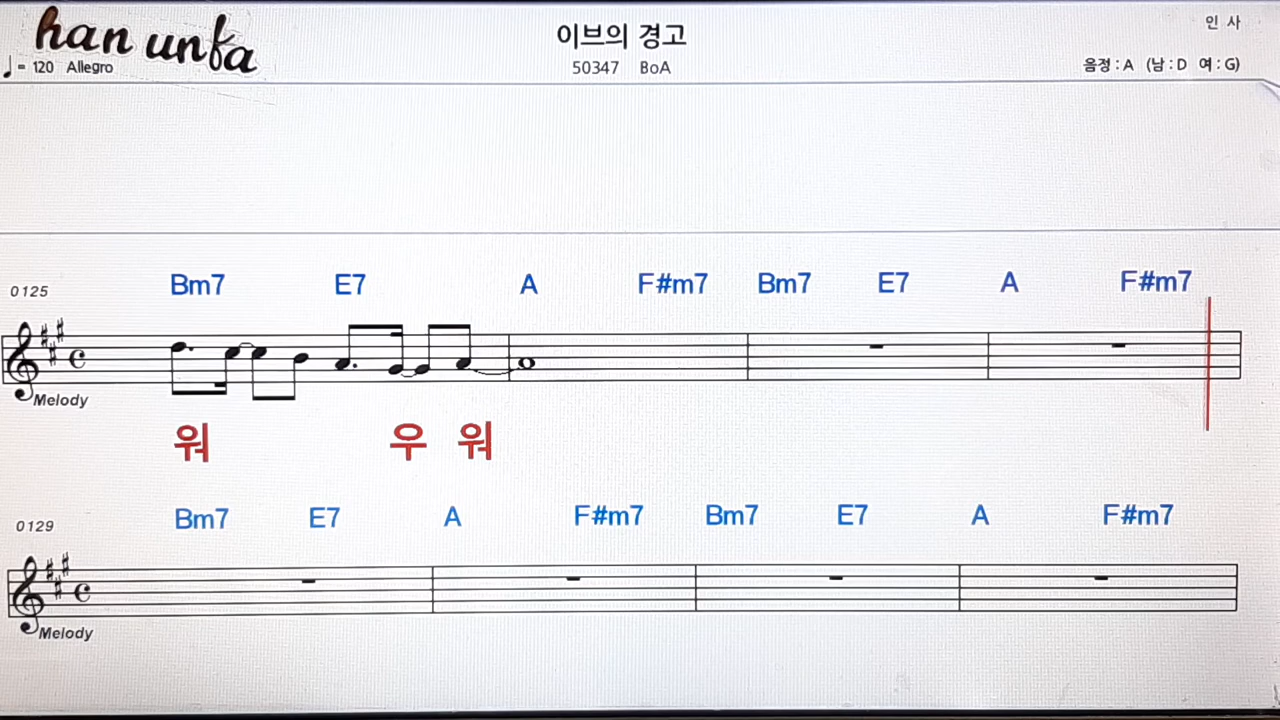 han unfa
이브의 경고
인 사
♩= 120 Allegro
50347 BoA
음정 : A (남 : D 여 : G)
0125
Bm7 E7 A F#m7 Bm7 E7 A F#m7
Melody
워 우 워
0129
Bm7 E7 A F#m7 Bm7 E7 A F#m7
Melody